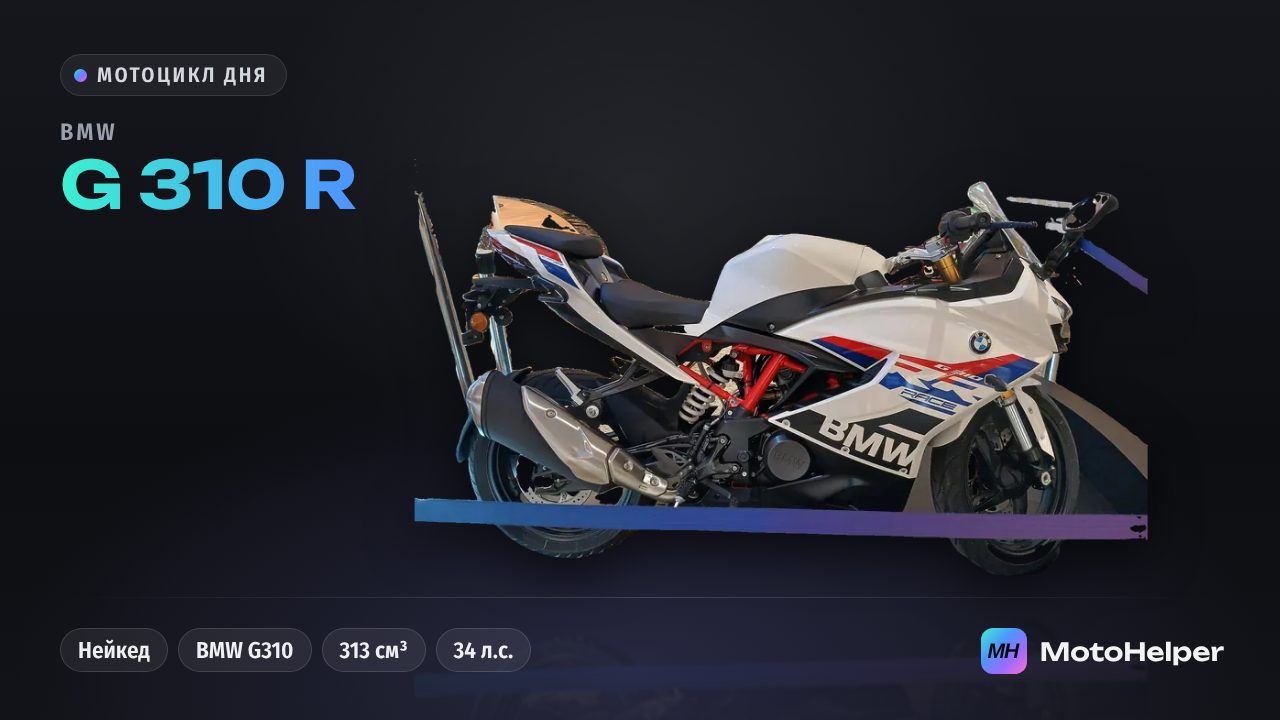 МОТОЦИКЛ ДНЯ
BMW
G 310 R
BMW
Нейкед
BMW G310
313 см³
34 л.с.
MH
MotoHelper